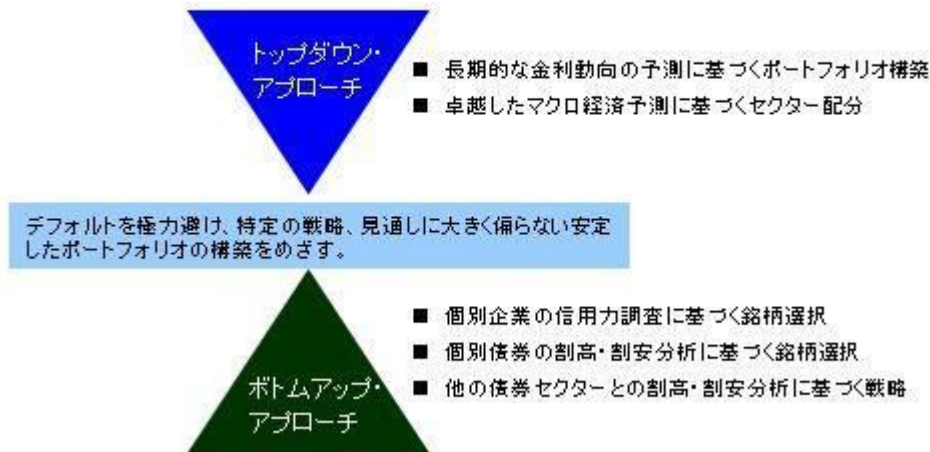 トップダウン・
アプローチ
■ 長期的な金利動向の予測に基づくポートフォリオ構築
■ 卓越したマクロ経済予測に基づくセクター配分
デフォルトを極力避け、特定の戦略、見通しに大きく偏らない安定
したポートフォリオの構築をめざす。
■ 個別企業の信用力調査に基づく銘柄選択
■ 個別債券の割高・割安分析に基づく銘柄選択
■ 他の債券セクターとの割高・割安分析に基づく戦略
ボトムアップ・
アプローチ